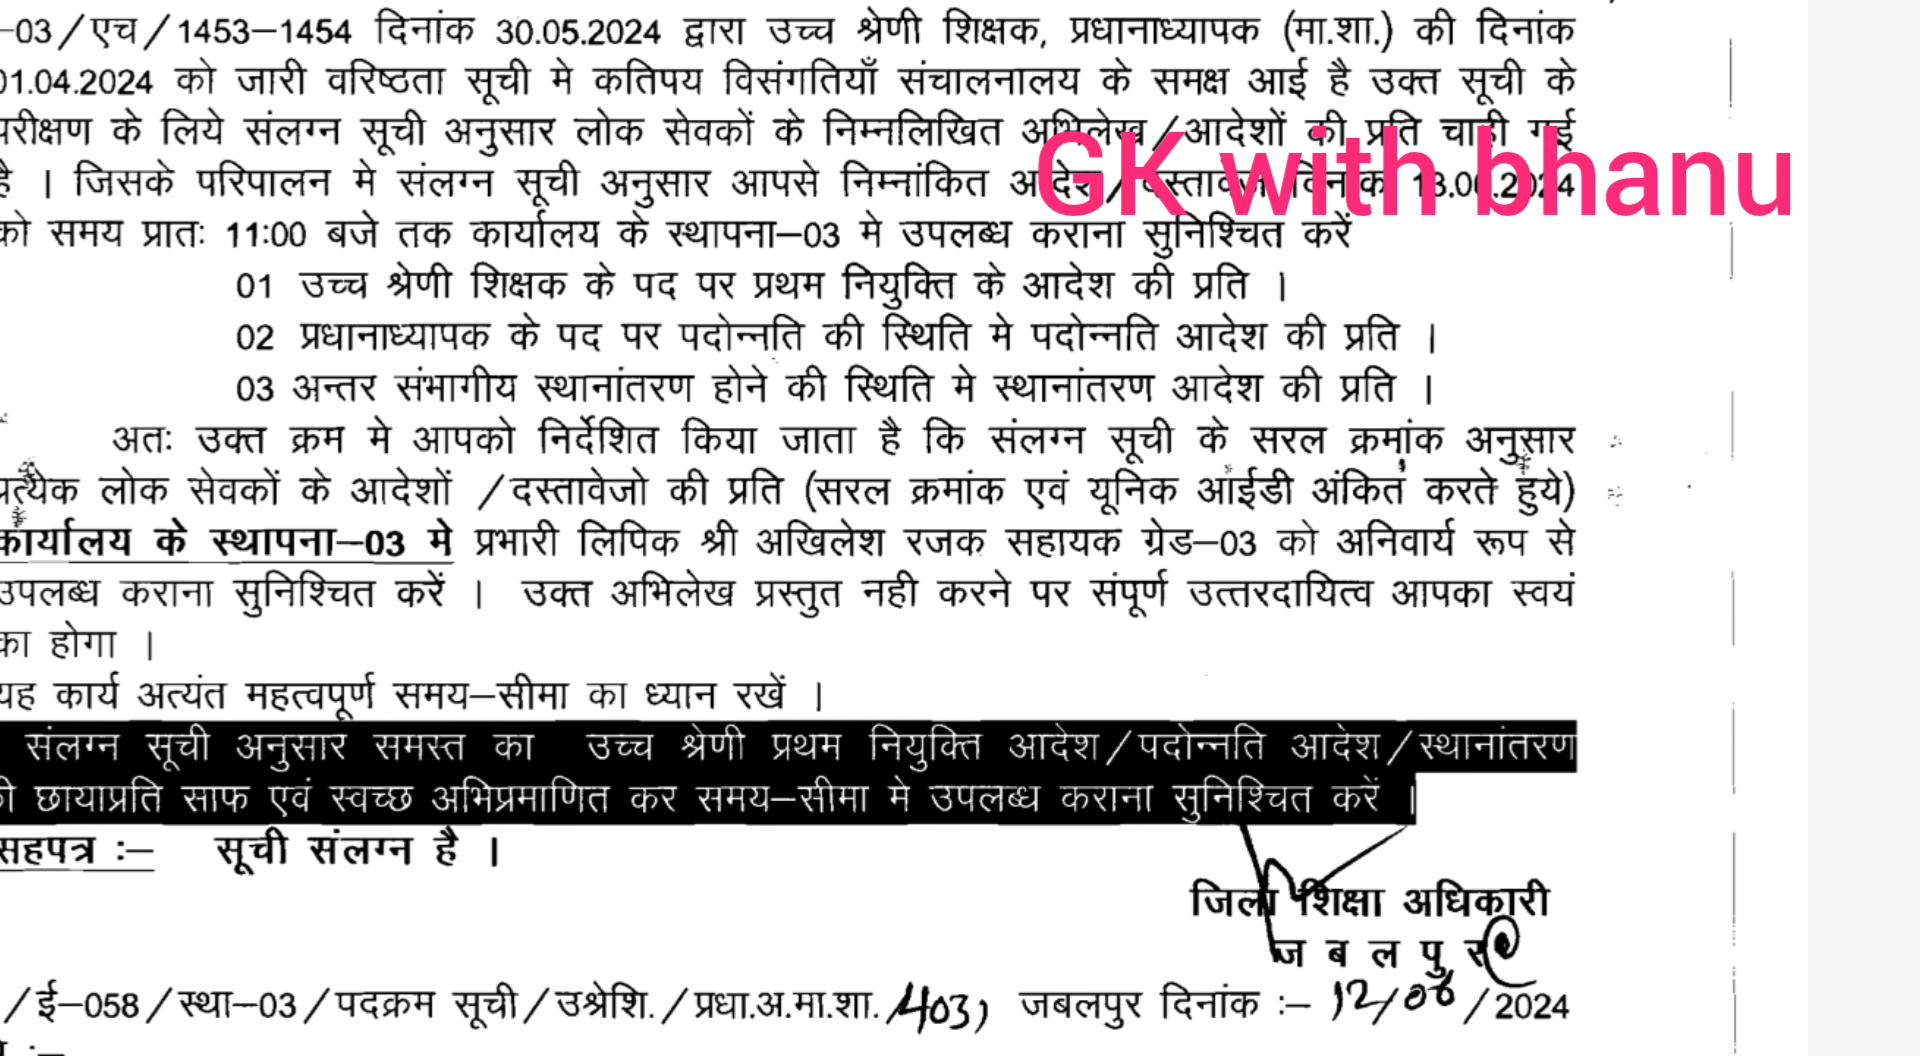 –03/एच/1453–1454 दिनांक 30.05.2024 द्वारा उच्च श्रेणी शिक्षक, प्रधानाध्यापक (मा.शा.) की दिनांक
01.04.2024 को जारी वरिष्ठता सूची मे कतिपय विसंगतियाँ संचालनालय के समक्ष आई है उक्त सूची के
परीक्षण के लिये संलग्न सूची अनुसार लोक सेवकों के निम्नलिखित अभिलेख/आदेशों की प्रति चाही गई
है । जिसके परिपालन मे संलग्न सूची अनुसार आपसे निम्नांकित आदेश/दस्तावेज दिनांक 13.06.2024
GK with bhanu
को समय प्रातः 11:00 बजे तक कार्यालय के स्थापना–03 मे उपलब्ध कराना सुनिश्चित करें
01 उच्च श्रेणी शिक्षक के पद पर प्रथम नियुक्ति के आदेश की प्रति ।
02 प्रधानाध्यापक के पद पर पदोन्नति की स्थिति मे पदोन्नति आदेश की प्रति ।
03 अन्तर संभागीय स्थानांतरण होने की स्थिति मे स्थानांतरण आदेश की प्रति ।
अतः उक्त क्रम मे आपको निर्देशित किया जाता है कि संलग्न सूची के सरल क्रमांक अनुसार
प्रत्येक लोक सेवकों के आदेशों /दस्तावेजो की प्रति (सरल क्रमांक एवं यूनिक आईडी अंकित करते हुये)
कार्यालय के स्थापना–03 मे प्रभारी लिपिक श्री अखिलेश रजक सहायक ग्रेड–03 को अनिवार्य रूप से
उपलब्ध कराना सुनिश्चित करें । उक्त अभिलेख प्रस्तुत नही करने पर संपूर्ण उत्तरदायित्व आपका स्वयं
का होगा ।
यह कार्य अत्यंत महत्वपूर्ण समय–सीमा का ध्यान रखें ।
संलग्न सूची अनुसार समस्त का उच्च श्रेणी प्रथम नियुक्ति आदेश/पदोन्नति आदेश/स्थानांतरण
की छायाप्रति साफ एवं स्वच्छ अभिप्रमाणित कर समय–सीमा मे उपलब्ध कराना सुनिश्चित करें ।
सहपत्र :– सूची संलग्न है ।
जिला शिक्षा अधिकारी
ज ब ल पु र
/ई–058/स्था–03/पदक्रम सूची/उश्रेशि./प्रधा.अ.मा.शा./4031 जबलपुर दिनांक :– 12/06/2024